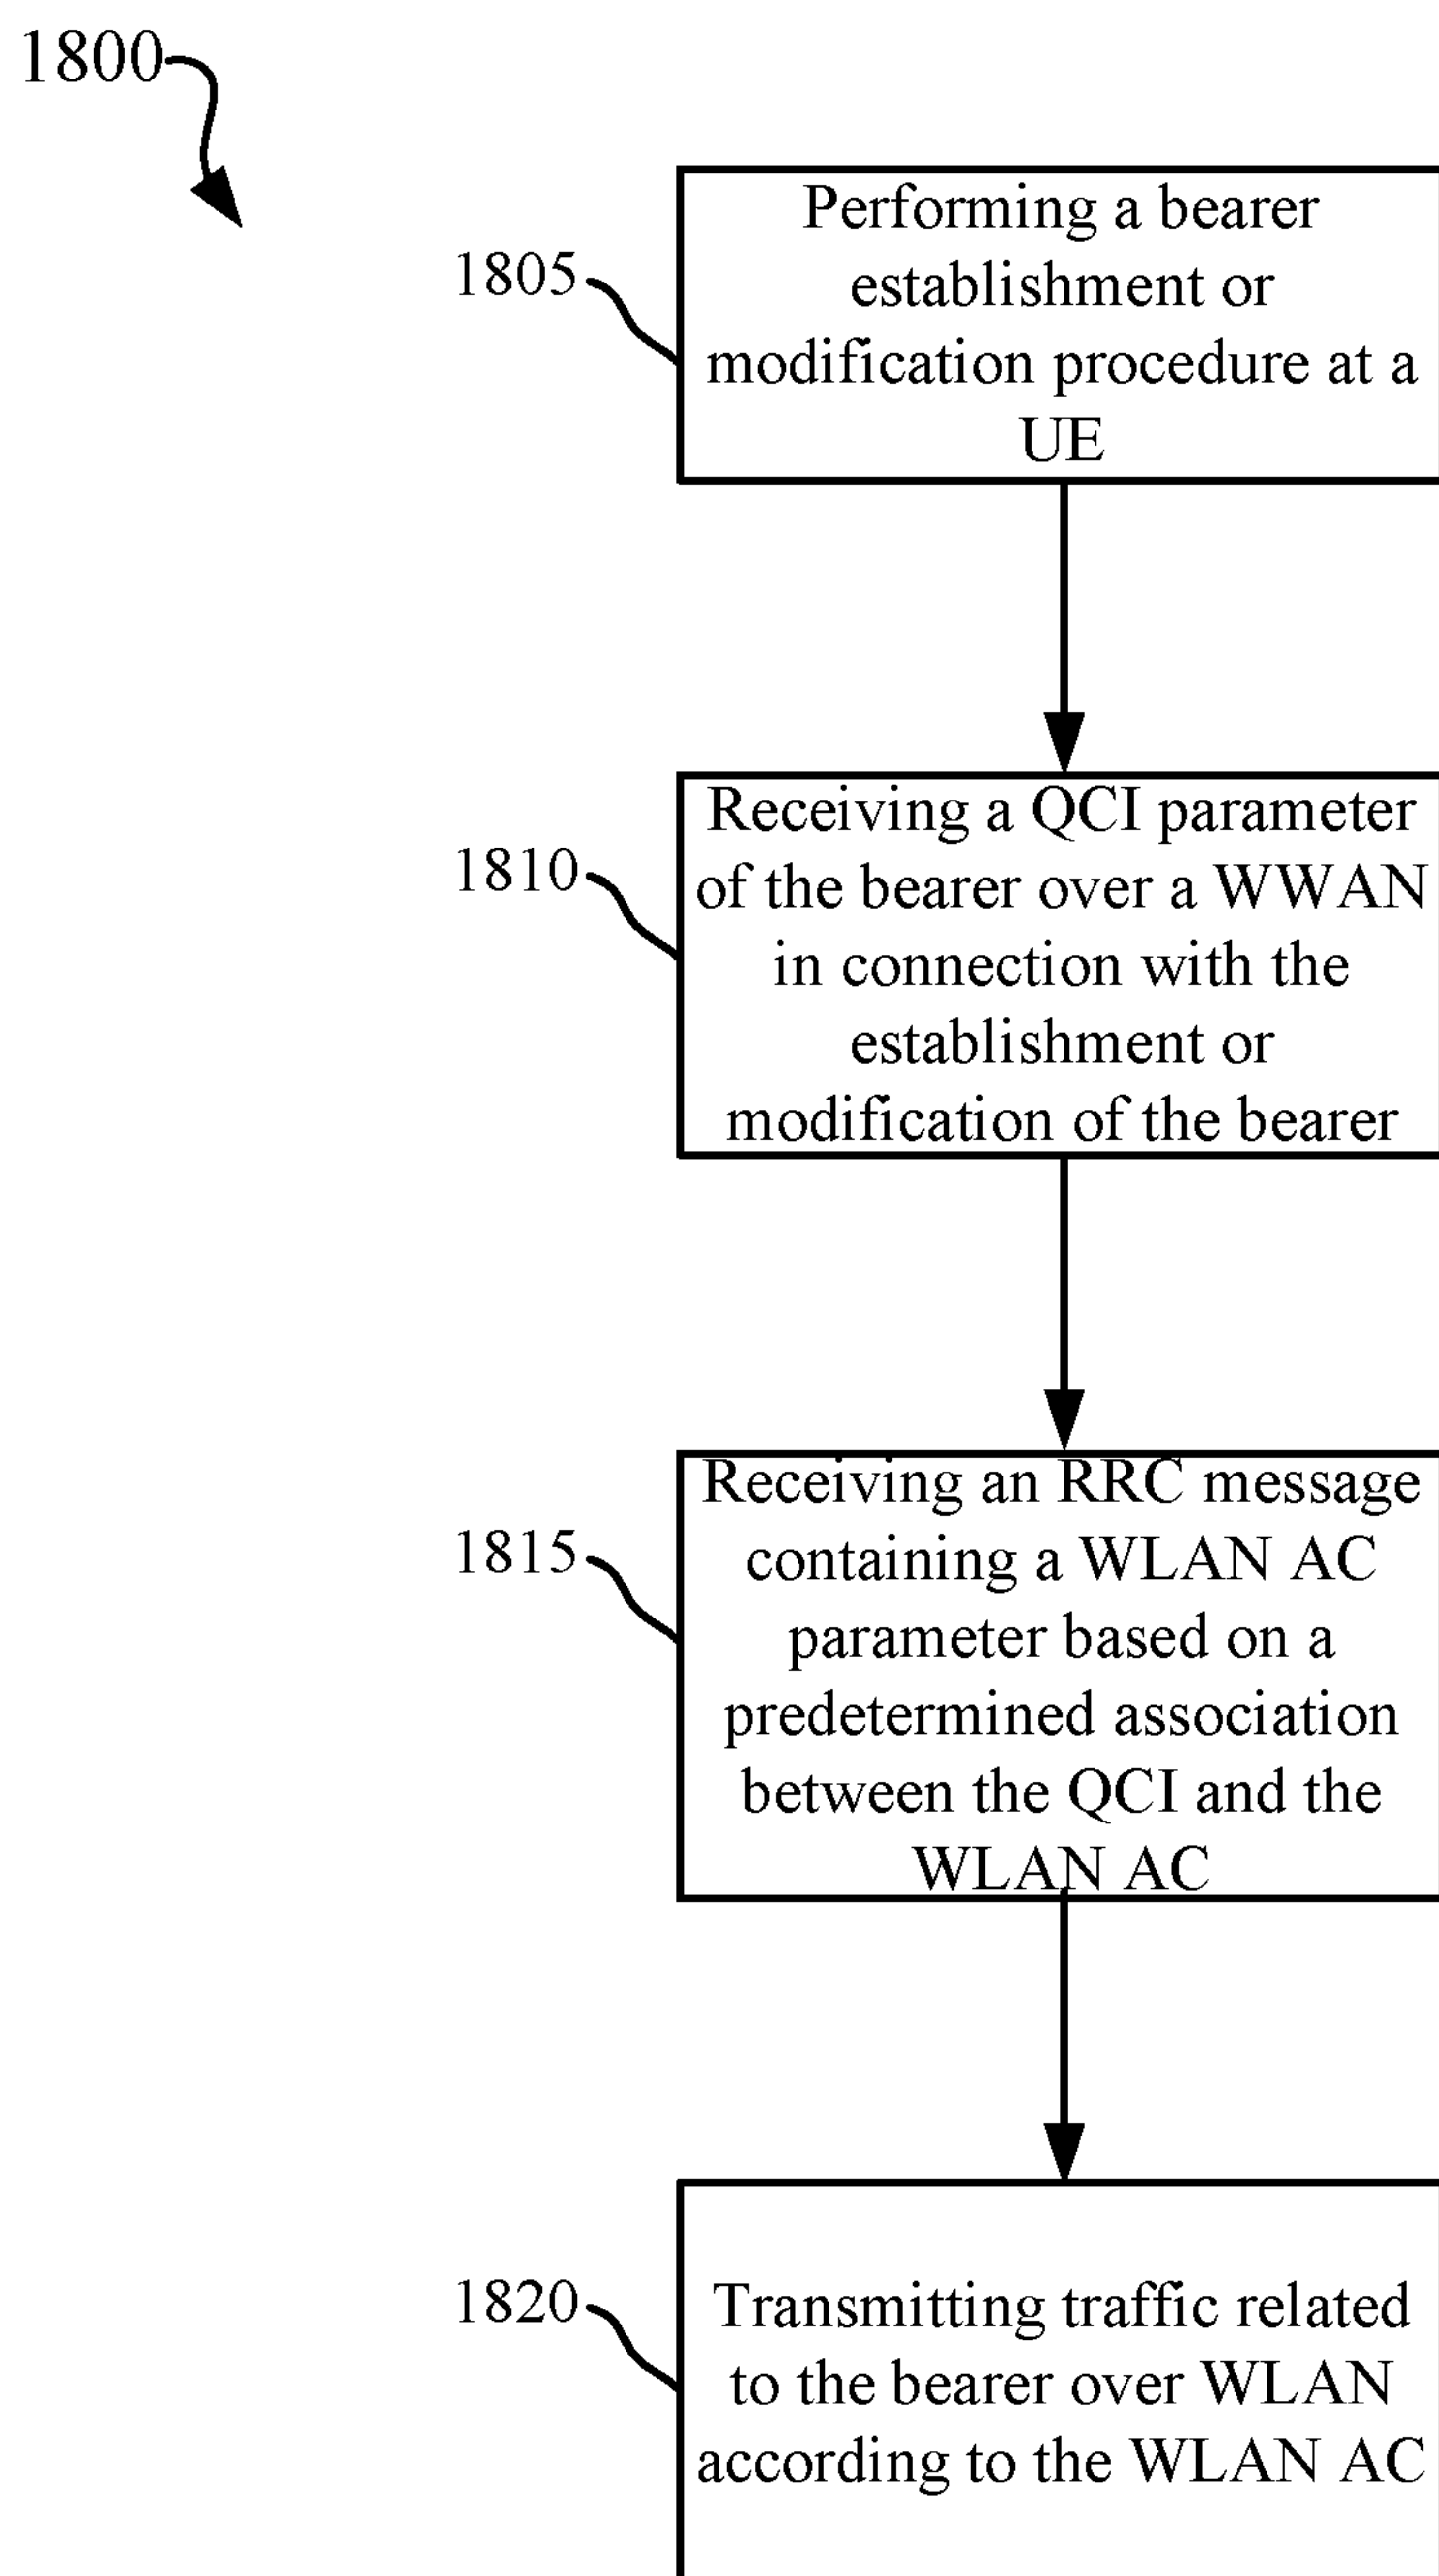 1800
1805
Performing a bearer
establishment or
modification procedure at a
UE
1810
Receiving a QCI parameter
of the bearer over a WWAN
in connection with the
establishment or
modification of the bearer
1815
Receiving an RRC message
containing a WLAN AC
parameter based on a
predetermined association
between the QCI and the
WLAN AC
1820
Transmitting traffic related
to the bearer over WLAN
according to the WLAN AC